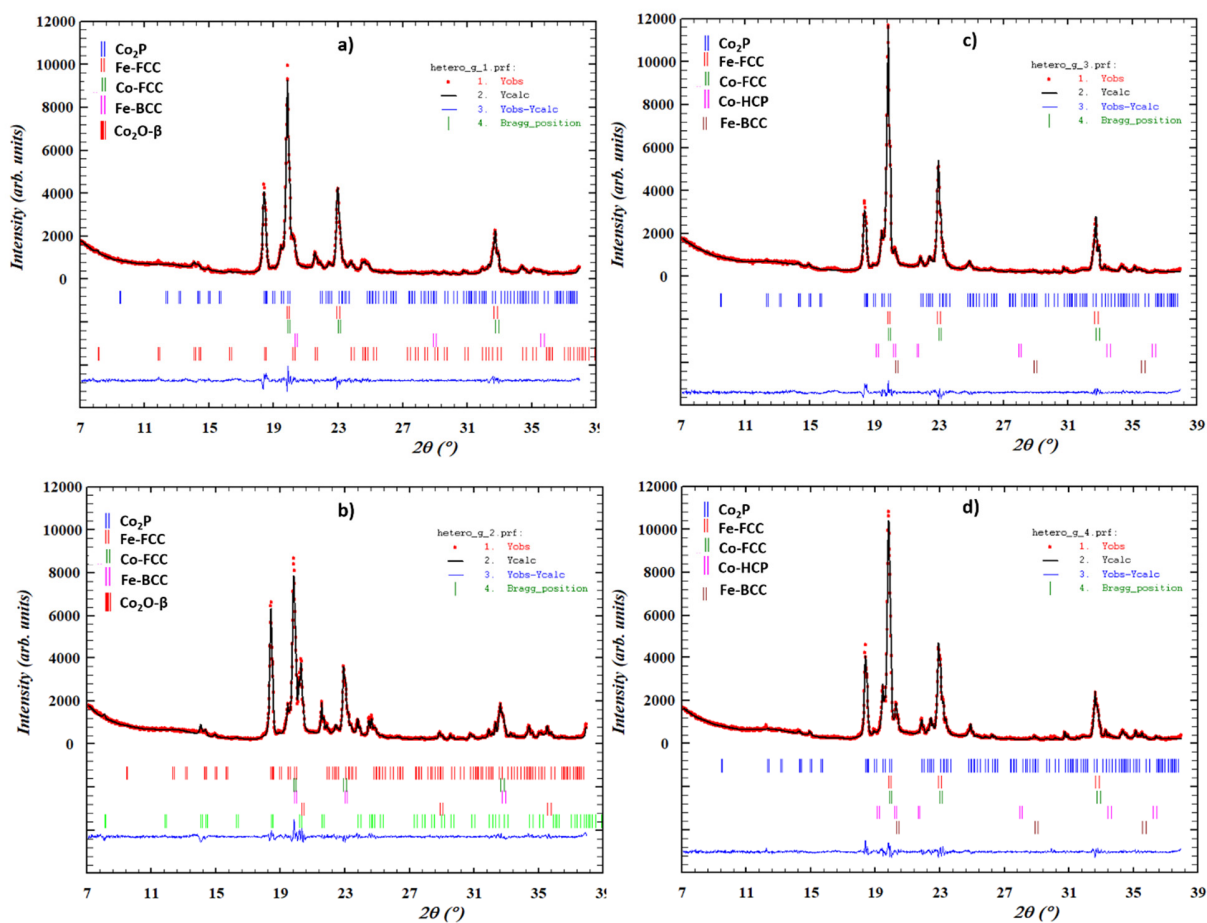 a)
12000
10000
8000
6000
4000
2000
0
Intensity (arb. units)
Co₂P
Fe-FCC
Co-FCC
Fe-BCC
Co₂O-β
hetero_g_1.prf:
1. Yobs
2. Ycalc
3. Yobs-Ycalc
4. Bragg_position
7 11 15 19 23 27 31 35 39
2θ (°)
c)
12000
10000
8000
6000
4000
2000
0
Intensity (arb. units)
Co₂P
Fe-FCC
Co-FCC
Co-HCP
Fe-BCC
hetero_g_3.prf:
1. Yobs
2. Ycalc
3. Yobs-Ycalc
4. Bragg_position
7 11 15 19 23 27 31 35 39
2θ (°)
b)
12000
10000
8000
6000
4000
2000
0
Intensity (arb. units)
Co₂P
Fe-FCC
Co-FCC
Fe-BCC
Co₂O-β
hetero_g_2.prf:
1. Yobs
2. Ycalc
3. Yobs-Ycalc
4. Bragg_position
7 11 15 19 23 27 31 35 39
2θ (°)
d)
12000
10000
8000
6000
4000
2000
0
Intensity (arb. units)
Co₂P
Fe-FCC
Co-FCC
Co-HCP
Fe-BCC
hetero_g_4.prf:
1. Yobs
2. Ycalc
3. Yobs-Ycalc
4. Bragg_position
7 11 15 19 23 27 31 35 39
2θ (°)